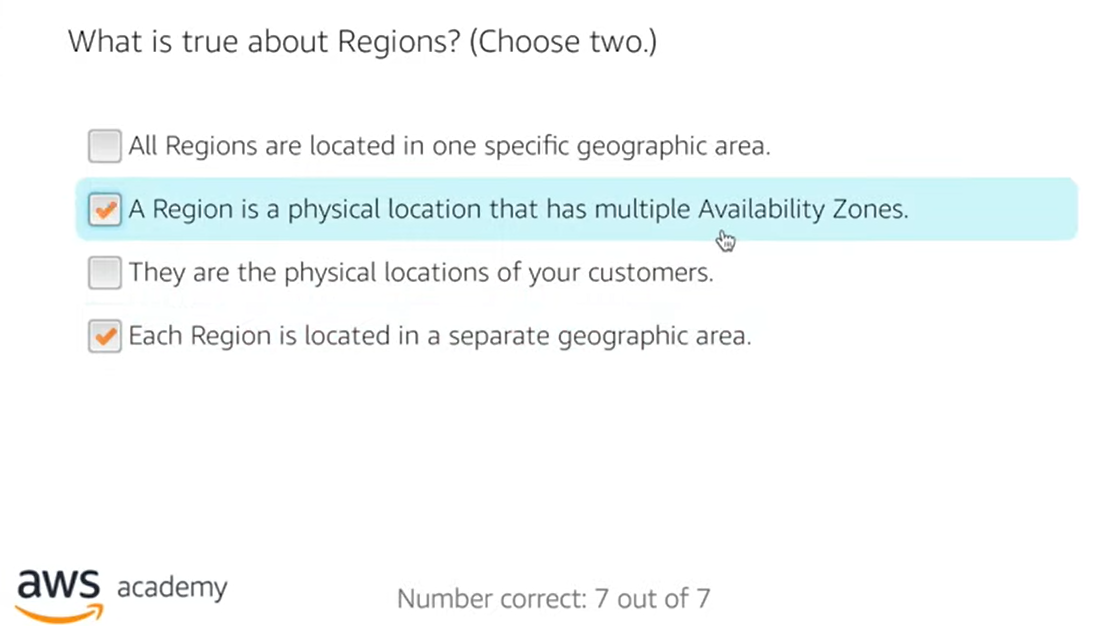 What is true about Regions? (Choose two.)
All Regions are located in one specific geographic area.
A Region is a physical location that has multiple Availability Zones.
They are the physical locations of your customers.
Each Region is located in a separate geographic area.
aws academy
Number correct: 7 out of 7